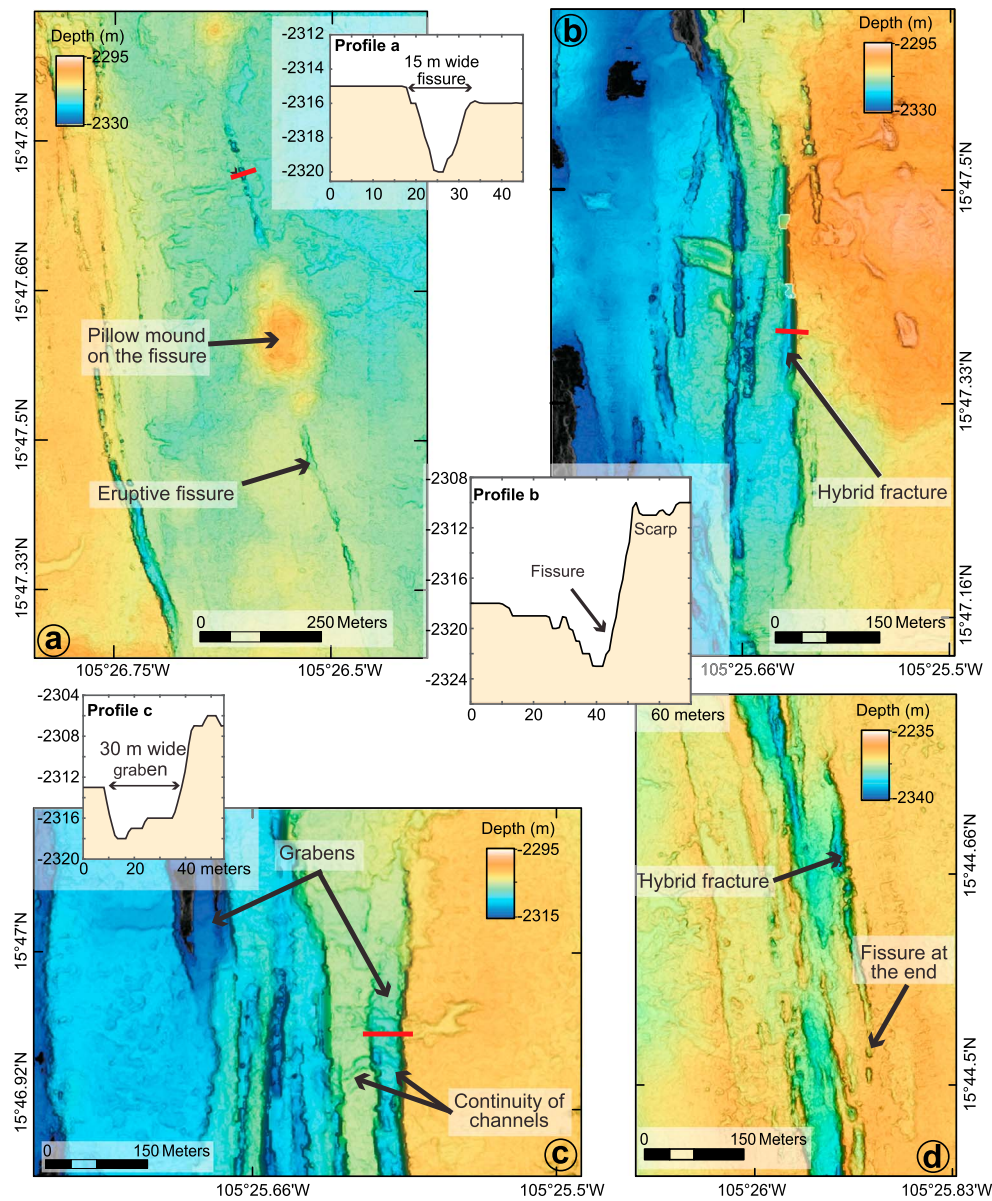 Depth (m)
-2295
-2330
-2312
-2314
-2316
-2318
-2320
Profile a
15 m wide
fissure
0
10
20
30
40
15°47.83'N
15°47.66'N
15°47.5'N
15°47.33'N
Pillow mound
on the fissure
Eruptive fissure
0
250 Meters
a
105°26.75'W
105°26.5'W
b
Depth (m)
-2295
-2330
15°47.5'N
15°47.33'N
15°47.16'N
Hybrid fracture
0
150 Meters
105°26.66'W
105°25.5'W
-2308
-2312
-2316
-2320
-2324
Profile b
Scarp
Fissure
0
20
40
60 meters
-2304
-2308
-2312
-2316
-2320
Profile c
30 m wide
graben
0
20
40 meters
Grabens
Depth (m)
-2295
-2315
15°47'N
15°46.92'N
Continuity of
channels
0
150 Meters
c
105°25.66'W
105°25.5'W
Depth (m)
-2235
-2340
Hybrid fracture
Fissure at
the end
15°44.66'N
15°44.5'N
0
150 Meters
d
105°26'W
105°25.83'W